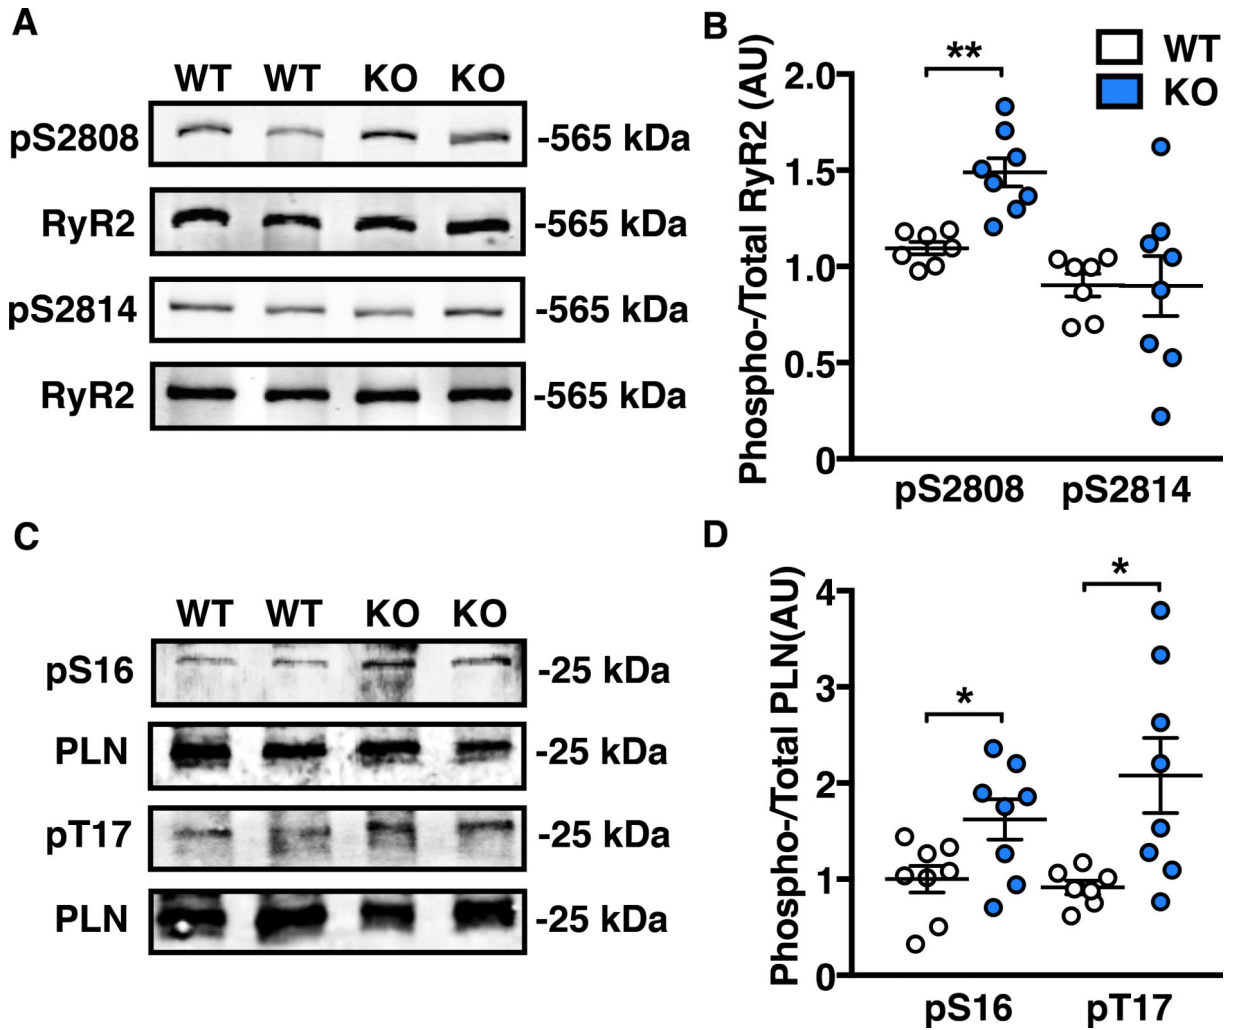 A
WT WT KO KO
pS2808 -565 kDa
RyR2 -565 kDa
pS2814 -565 kDa
RyR2 -565 kDa
B
WT
KO
Phospho-/Total RyR2 (AU)
**
2.0
1.5
1.0
0.5
0
pS2808 pS2814
C
WT WT KO KO
pS16 -25 kDa
PLN -25 kDa
pT17 -25 kDa
PLN -25 kDa
D
Phospho-/Total PLN(AU)
*
*
4
3
2
1
0
pS16 pT17